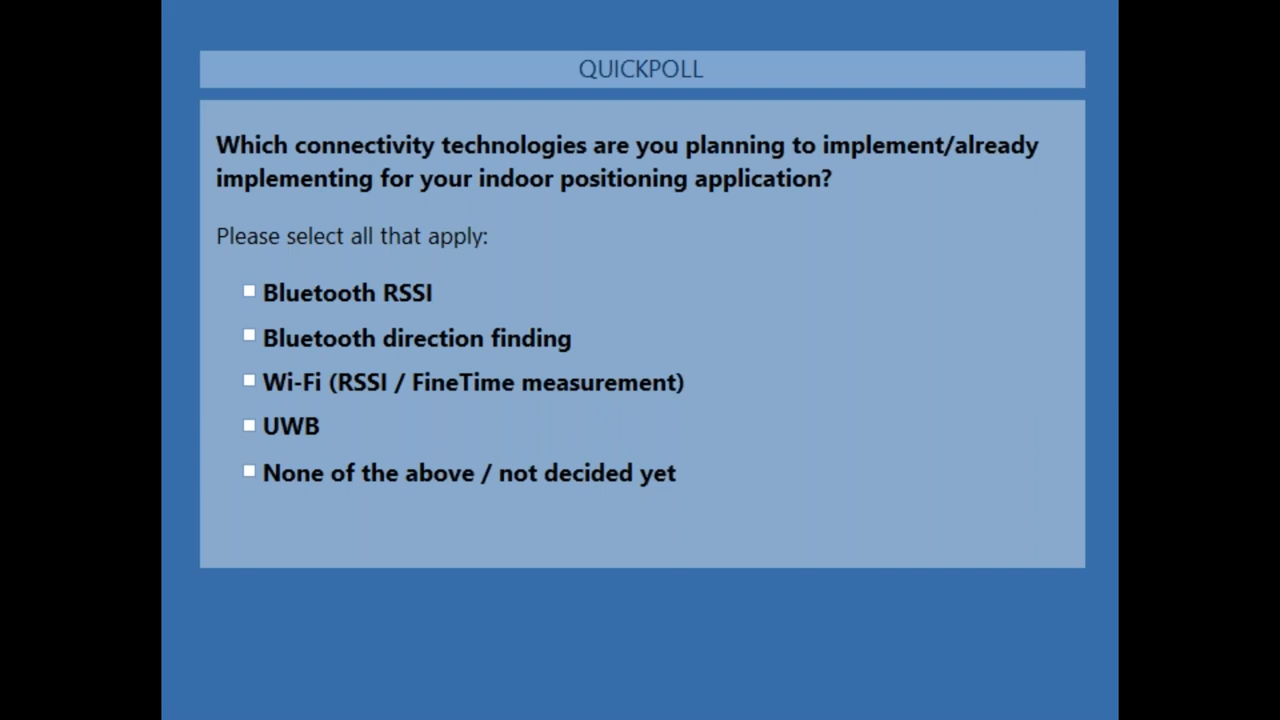 QUICKPOLL
Which connectivity technologies are you planning to implement/already
implementing for your indoor positioning application?
Please select all that apply:
Bluetooth RSSI
Bluetooth direction finding
Wi-Fi (RSSI / FineTime measurement)
UWB
None of the above / not decided yet